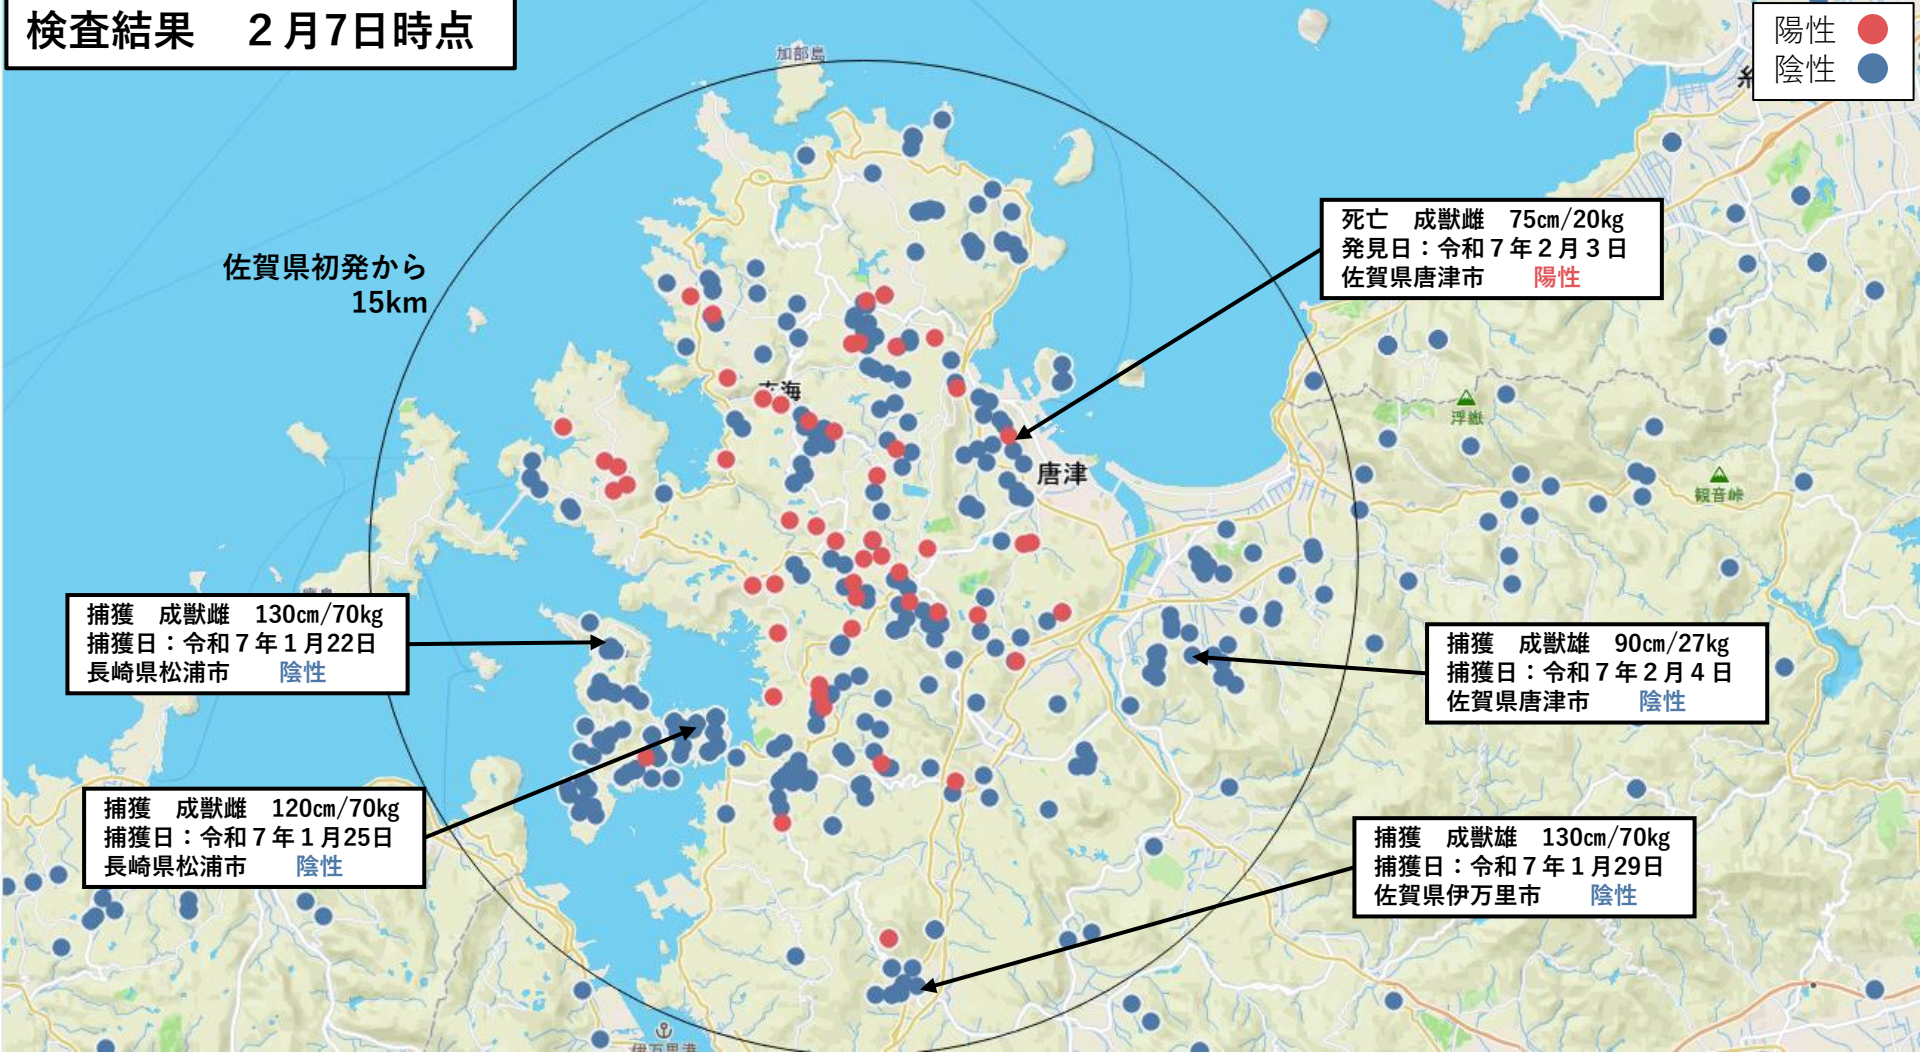 検査結果　２月7日時点
陽性
陰性
加部島
佐賀県初発から
15km
死亡　成獣雌　75㎝/20kg
発見日：令和７年２月３日
佐賀県唐津市　陽性
浮嶽
観音峠
唐津
捕獲　成獣雌　130㎝/70kg
捕獲日：令和７年１月22日
長崎県松浦市　陰性
捕獲　成獣雄　90㎝/27kg
捕獲日：令和７年２月４日
佐賀県唐津市　陰性
捕獲　成獣雌　120㎝/70kg
捕獲日：令和７年１月25日
長崎県松浦市　陰性
捕獲　成獣雄　130㎝/70kg
捕獲日：令和７年１月29日
佐賀県伊万里市　陰性
伊万里港